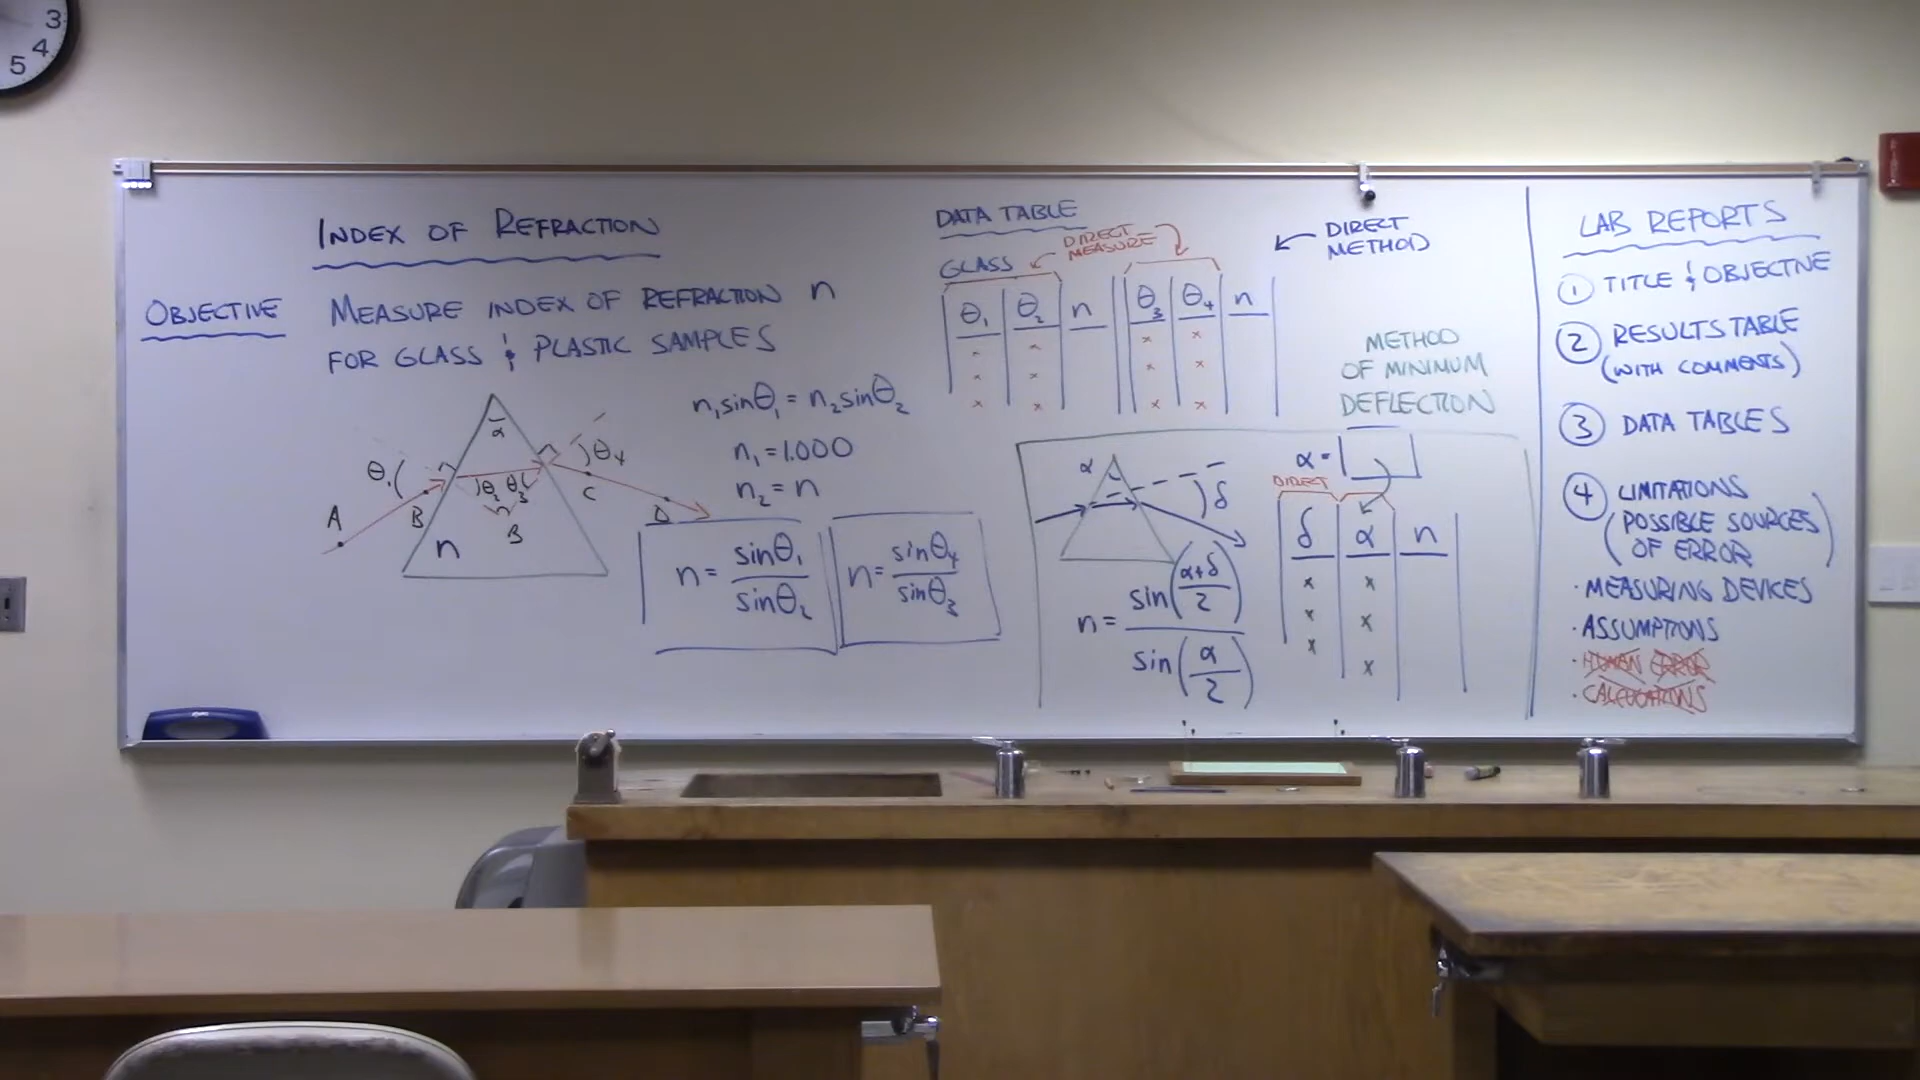 3
4
5
INDEX OF REFRACTION
OBJECTIVE
MEASURE INDEX OF REFRACTION n
FOR GLASS & PLASTIC SAMPLES
α
θ₁
θ₂ θ₃
θ₄
A
B
C
D
B
n
n₁sinθ₁ = n₂sinθ₂
n₁ = 1.000
n₂ = n
n = sinθ₁ / sinθ₂
n = sinθ₄ / sinθ₃
DATA TABLE
DIRECT
MEASURE
GLASS
θ₁ θ₂ n θ₃ θ₄ n
x x
x x x
x x x
x x x x
DIRECT
METHOD
METHOD
OF MINIMUM
DEFLECTION
α
δ
n = sin((α+δ)/2) / sin(α/2)
α =
DIRECT
δ α n
x x
x x
x x
LAB REPORTS
① TITLE & OBJECTIVE
② RESULTS TABLE
(WITH COMMENTS)
③ DATA TABLES
④ LIMITATIONS
(POSSIBLE SOURCES
OF ERROR)
· MEASURING DEVICES
· ASSUMPTIONS
· HUMAN ERROR
· CALCULATIONS